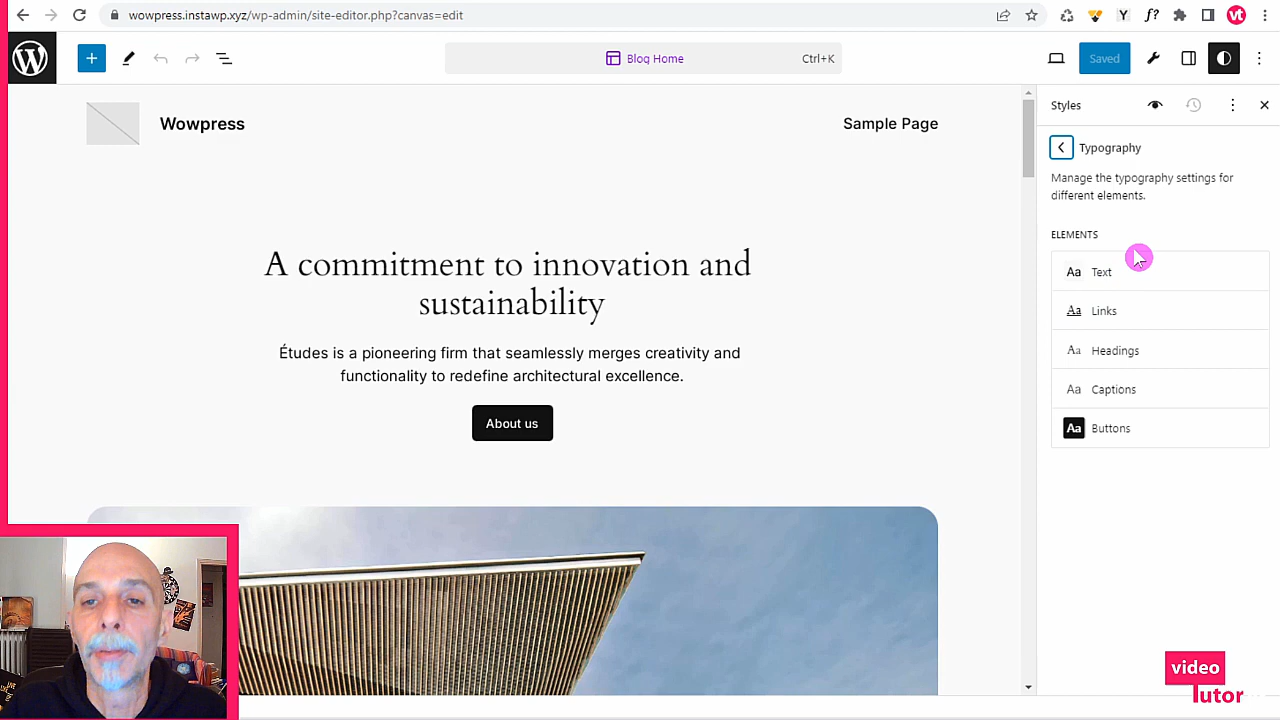 wowpress.instawp.xyz/wp-admin/site-editor.php?canvas=edit
Blog Home
Ctrl+K
Saved
Wowpress
Sample Page
A commitment to innovation and
sustainability
Études is a pioneering firm that seamlessly merges creativity and
functionality to redefine architectural excellence.
About us
Styles
Typography
Manage the typography settings for
different elements.
ELEMENTS
Aa Text
Aa Links
Aa Headings
Aa Captions
Aa Buttons
video
Tutor